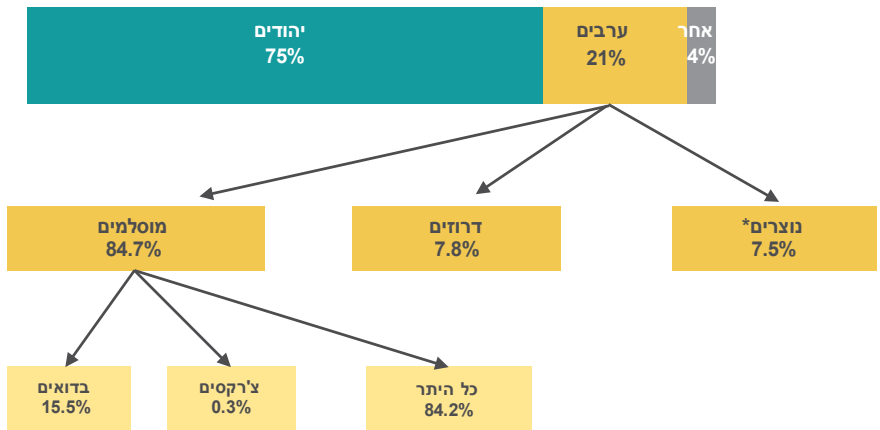 יהודים
75%
ערבים
21%
אחר
4%
נוצרים*
7.5%
דרוזים
7.8%
מוסלמים
84.7%
כל היתר
84.2%
צ'רקסים
0.3%
בדואים
15.5%